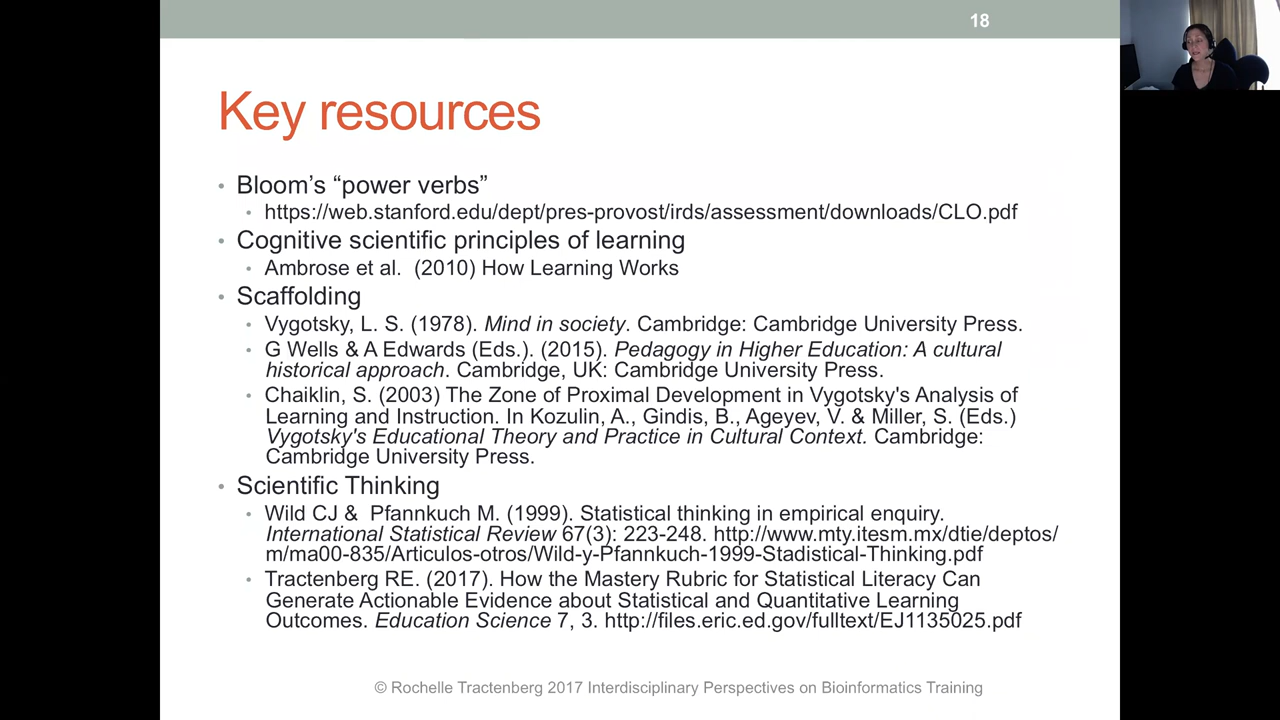 18
Key resources
• Bloom’s “power verbs”
• https://web.stanford.edu/dept/pres-provost/irds/assessment/downloads/CLO.pdf
• Cognitive scientific principles of learning
• Ambrose et al. (2010) How Learning Works
• Scaffolding
• Vygotsky, L. S. (1978). Mind in society. Cambridge: Cambridge University Press.
• G Wells & A Edwards (Eds.). (2015). Pedagogy in Higher Education: A cultural
historical approach. Cambridge, UK: Cambridge University Press.
• Chaiklin, S. (2003) The Zone of Proximal Development in Vygotsky's Analysis of
Learning and Instruction. In Kozulin, A., Gindis, B., Ageyev, V. & Miller, S. (Eds.)
Vygotsky's Educational Theory and Practice in Cultural Context. Cambridge:
Cambridge University Press.
• Scientific Thinking
• Wild CJ & Pfannkuch M. (1999). Statistical thinking in empirical enquiry.
International Statistical Review 67(3): 223-248. http://www.mty.itesm.mx/dtie/deptos/
m/ma00-835/Articulos-otros/Wild-y-Pfannkuch-1999-Stadistical-Thinking.pdf
• Tractenberg RE. (2017). How the Mastery Rubric for Statistical Literacy Can
Generate Actionable Evidence about Statistical and Quantitative Learning
Outcomes. Education Science 7, 3. http://files.eric.ed.gov/fulltext/EJ1135025.pdf
© Rochelle Tractenberg 2017 Interdisciplinary Perspectives on Bioinformatics Training